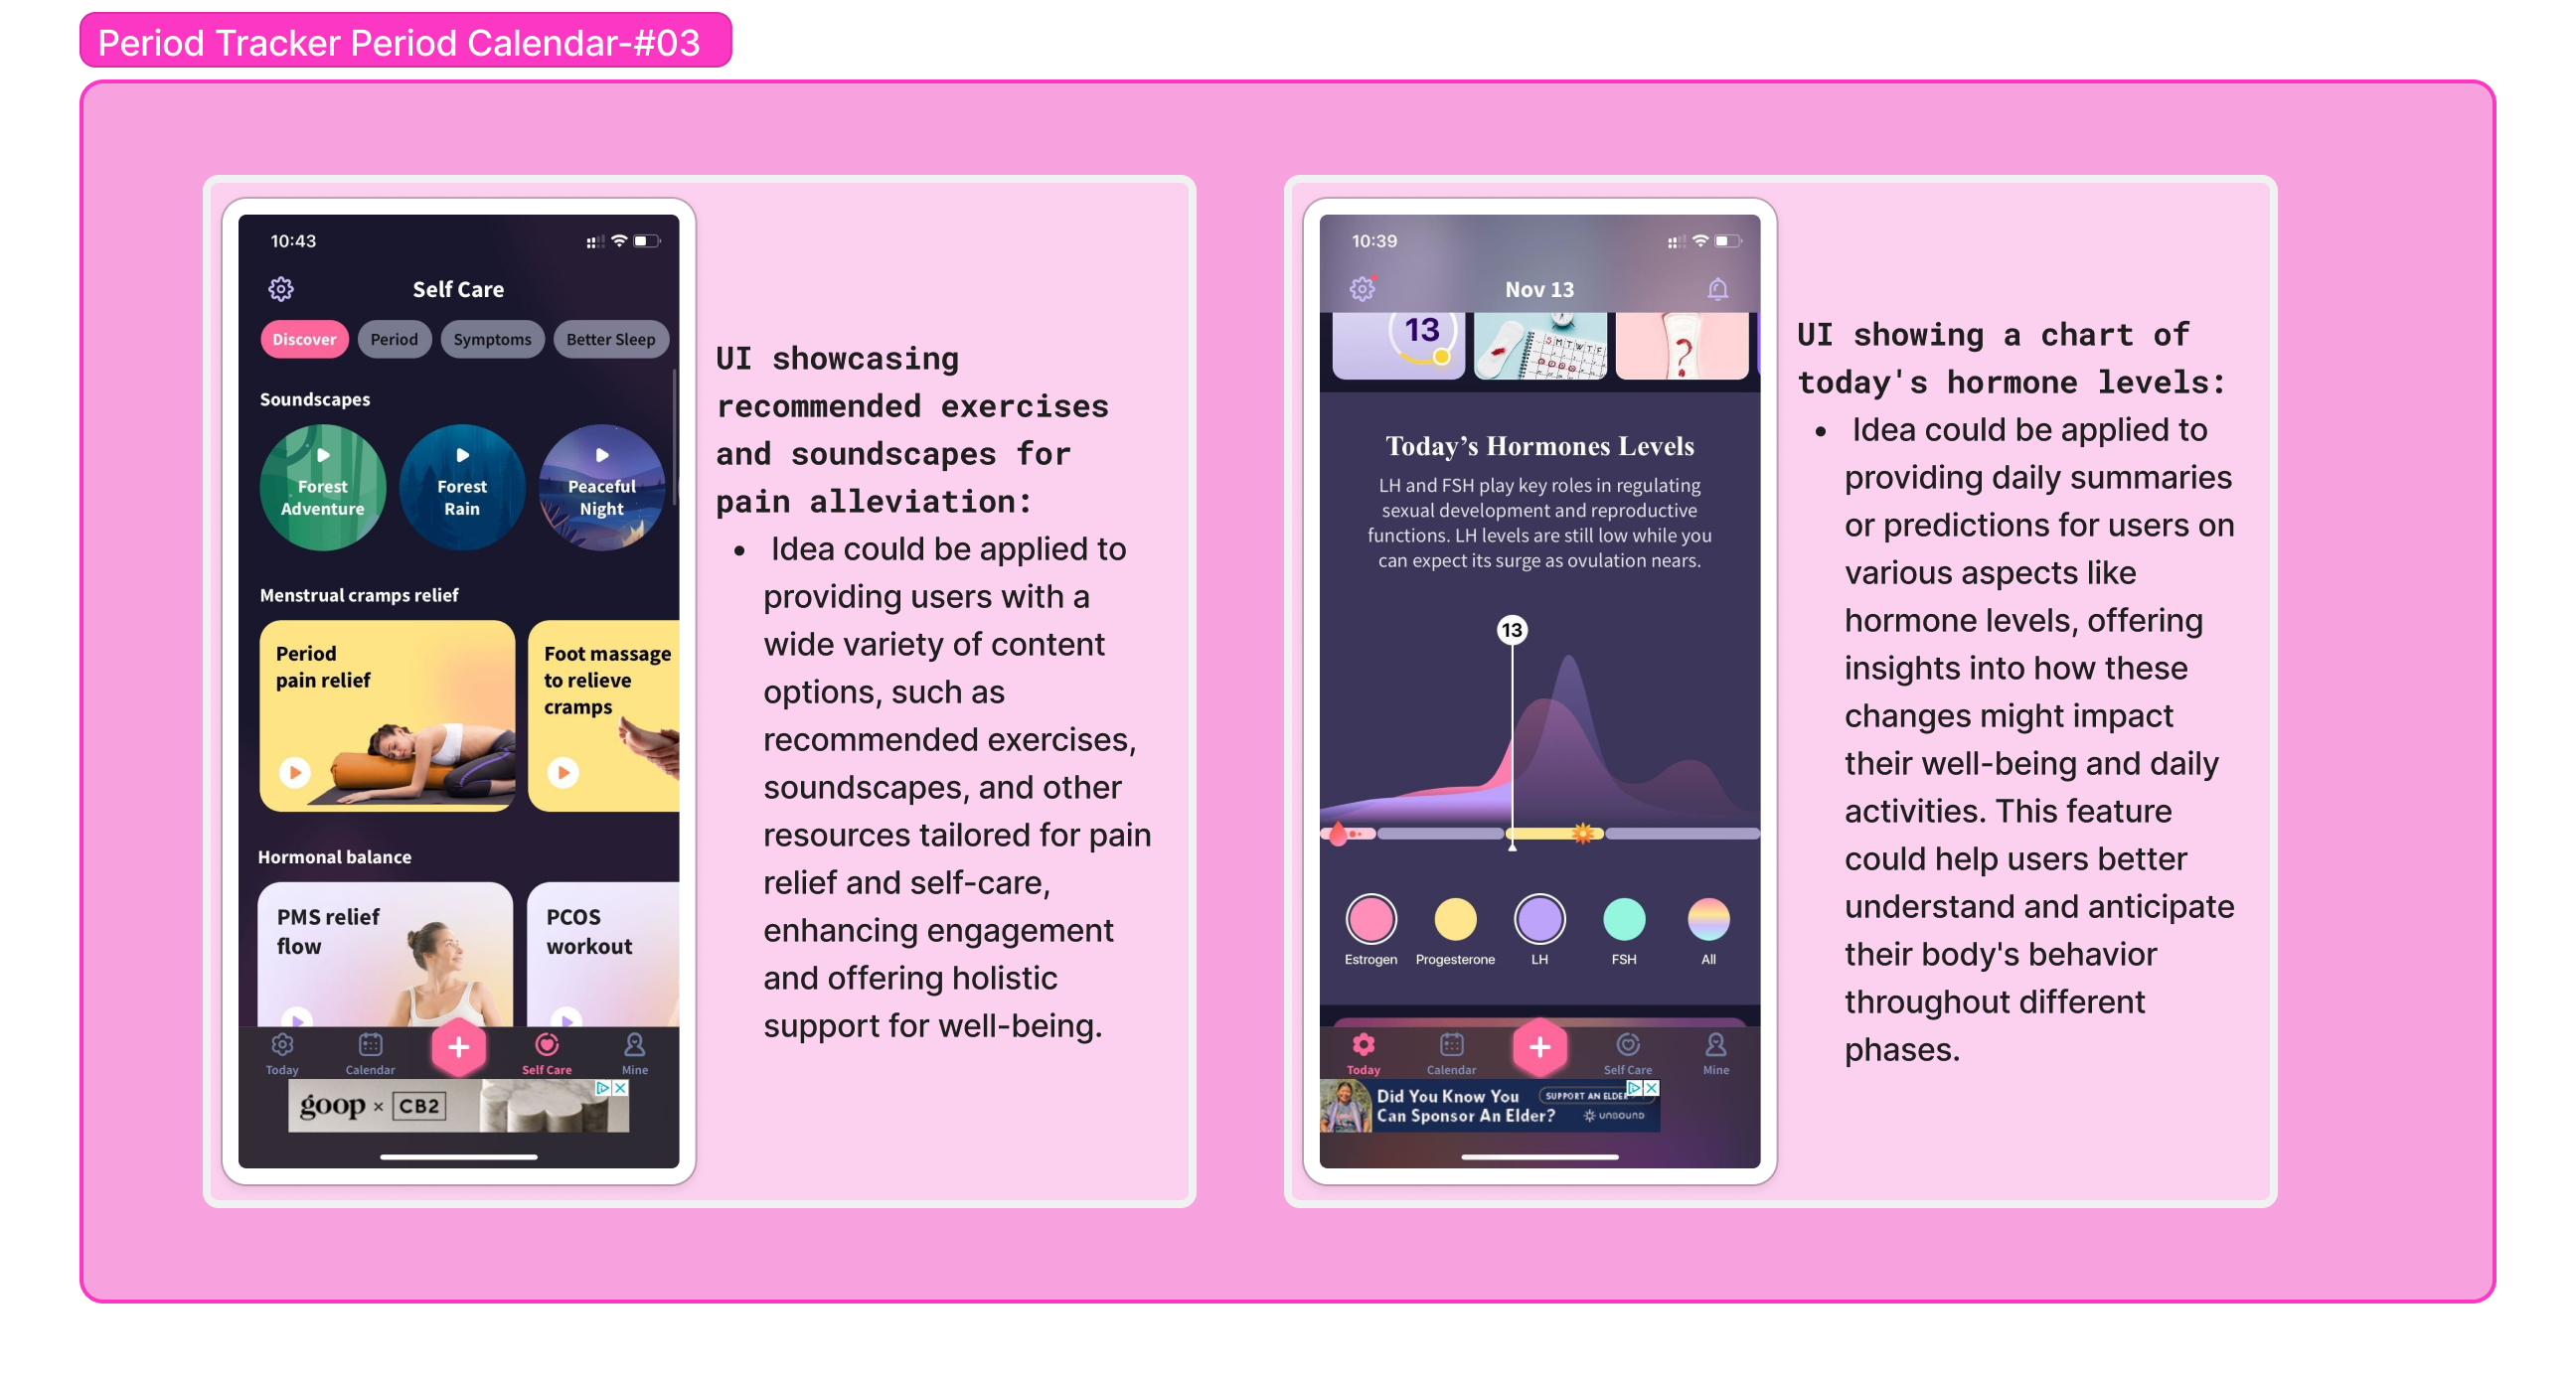 Period Tracker Period Calendar-#03
10:43
Self Care
Discover
Period
Symptoms
Better Sleep
Soundscapes
Forest
Adventure
Forest
Rain
Peaceful
Night
Menstrual cramps relief
Period
pain relief
Foot massage
to relieve
cramps
Hormonal balance
PMS relief
flow
PCOS
workout
Today
Calendar
Self Care
Mine
goop × CB2
UI showcasing
recommended exercises
and soundscapes for
pain alleviation:
• Idea could be applied to
providing users with a
wide variety of content
options, such as
recommended exercises,
soundscapes, and other
resources tailored for pain
relief and self-care,
enhancing engagement
and offering holistic
support for well-being.
10:39
Nov 13
13
S M T W T F
?
Today’s Hormones Levels
LH and FSH play key roles in regulating
sexual development and reproductive
functions. LH levels are still low while you
can expect its surge as ovulation nears.
13
Estrogen
Progesterone
LH
FSH
All
Today
Calendar
Self Care
Mine
Did You Know You
Can Sponsor An Elder?
SUPPORT AN ELDER
UNBOUND
UI showing a chart of
today's hormone levels:
• Idea could be applied to
providing daily summaries
or predictions for users on
various aspects like
hormone levels, offering
insights into how these
changes might impact
their well-being and daily
activities. This feature
could help users better
understand and anticipate
their body's behavior
throughout different
phases.